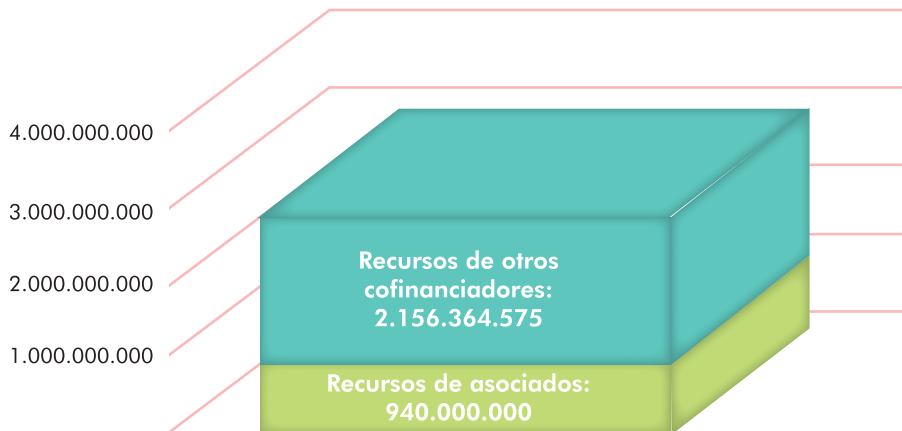 4.000.000.000
3.000.000.000
2.000.000.000
1.000.000.000
Recursos de otros
cofinanciadores:
2.156.364.575
Recursos de asociados:
940.000.000